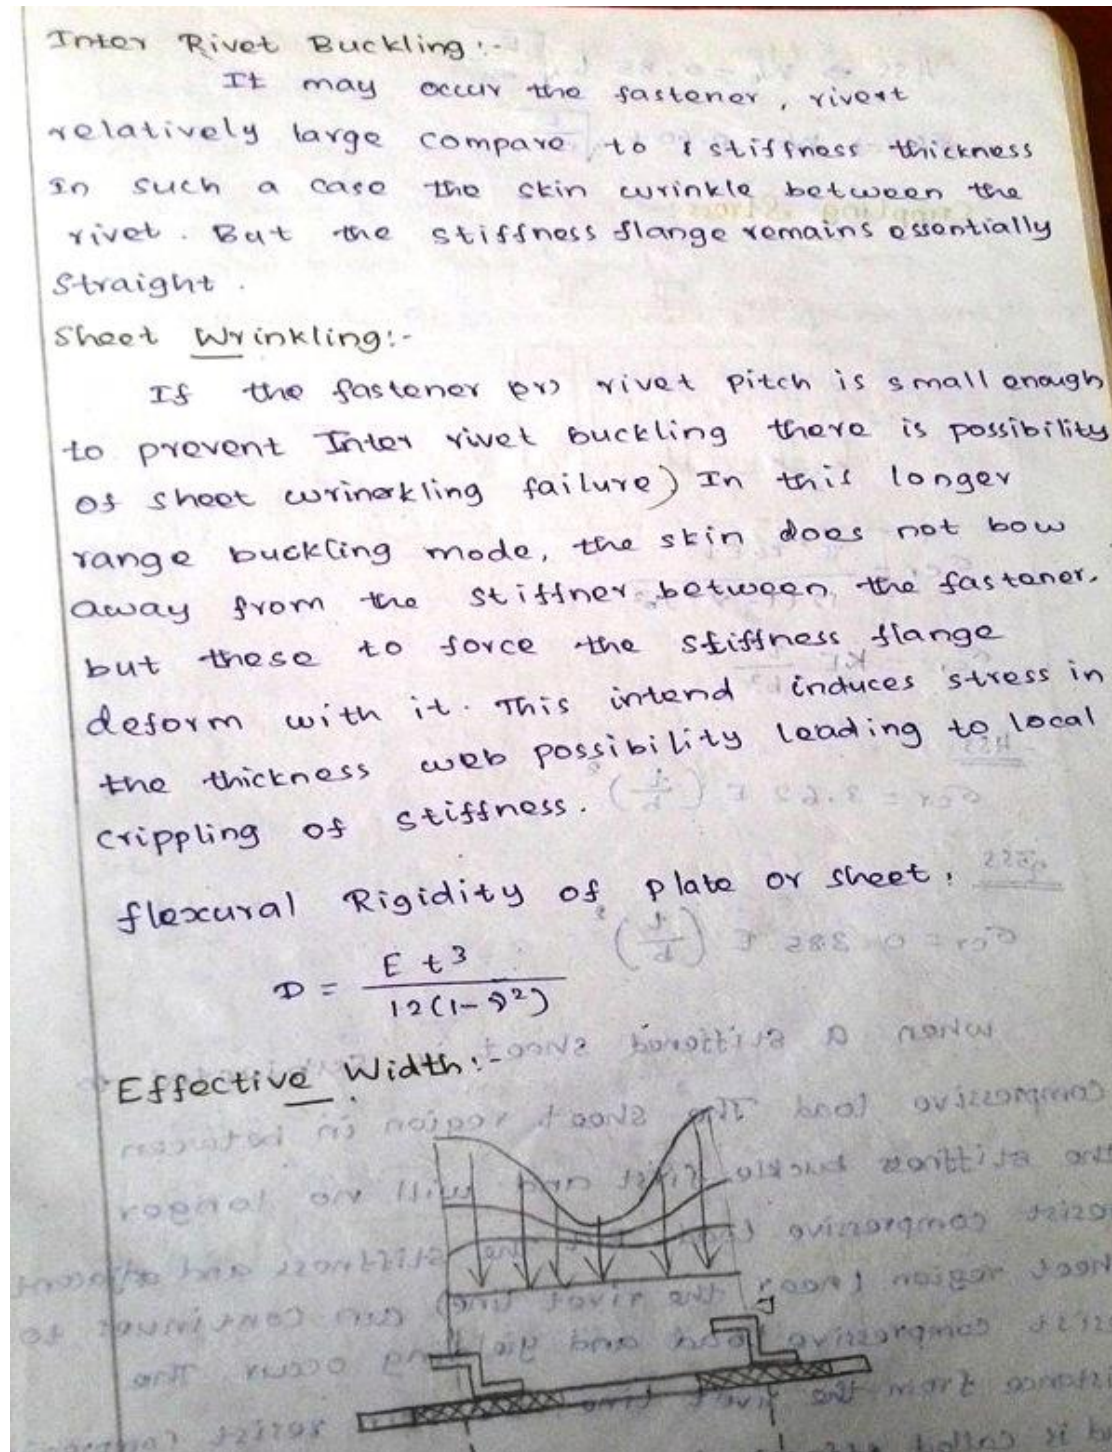 Inter Rivet Buckling :-
It may occur the fastener, rivert
relatively large compare to stiffness thickness
In such a case the skin wrinkle between the
rivet. But the stiffness flange remains essentially
Straight.
Sheet Wrinkling:-
If the fastener (or) rivet pitch is small enough
to prevent Inter rivet buckling there is possibility
of sheet wrinerkling failure) In this longer
range buckling mode, the skin does not bow
away from the stiffner between the fastener.
but these to force the stiffness flange
deform with it. This intend induces stress in
the thickness web possibility leading to local
crippling of stiffness.
flexural Rigidity of plate or sheet.
D = E t³ / 12(1-ϑ²)
Effective Width:-